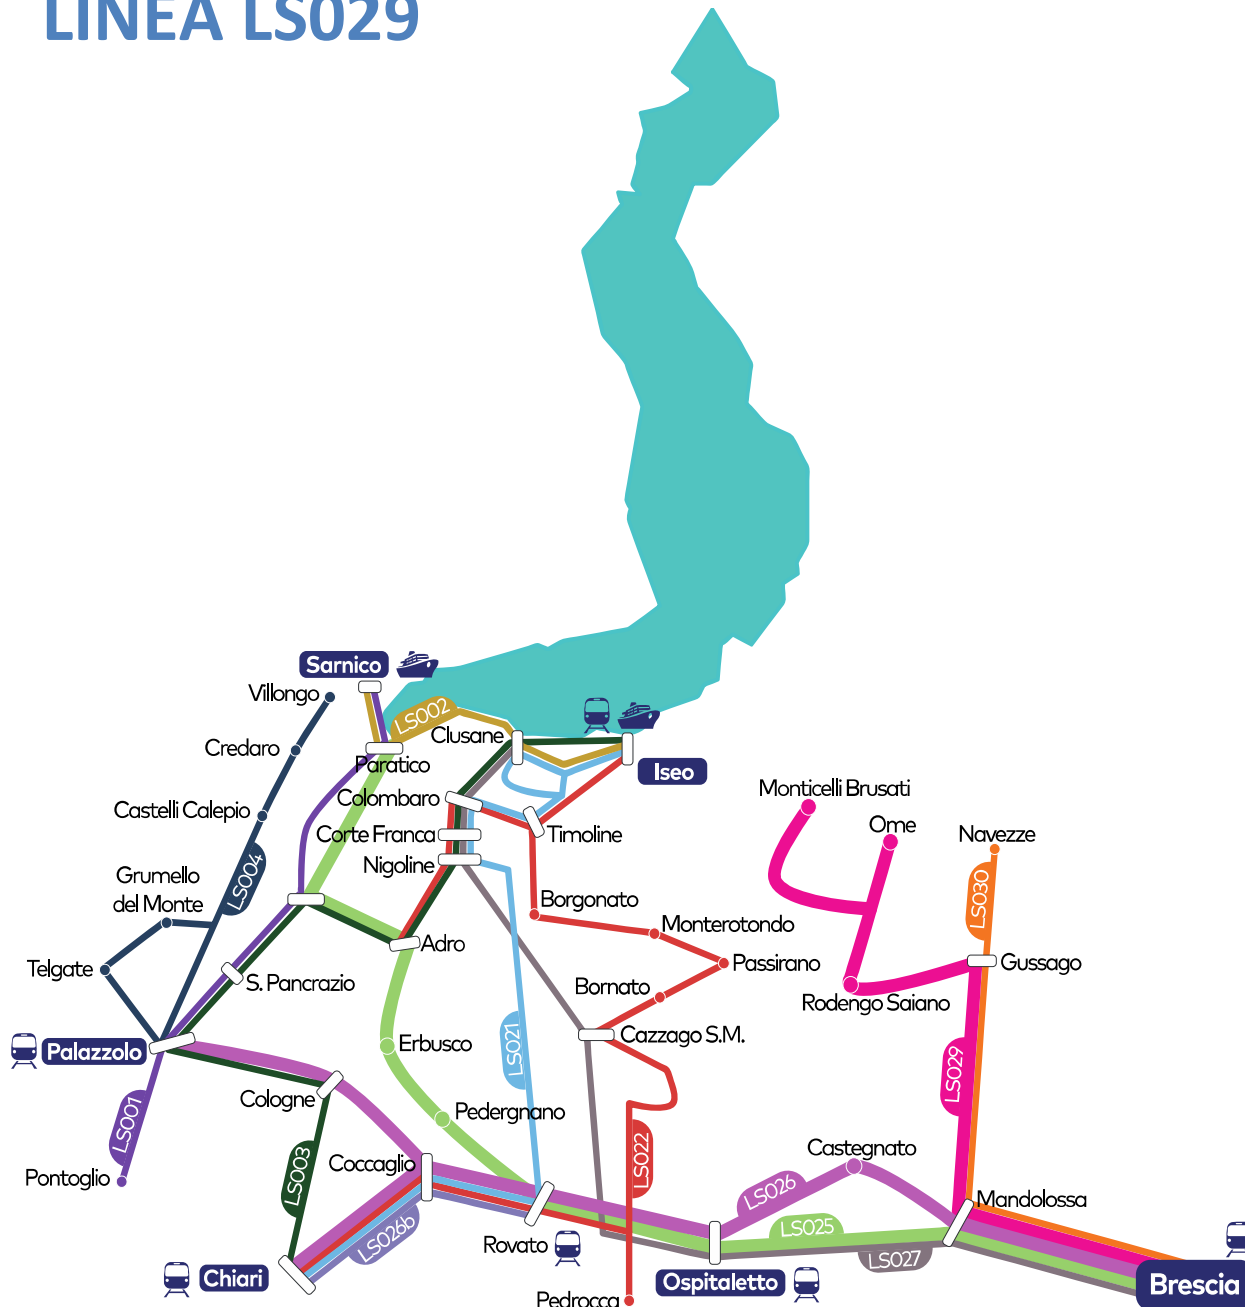 LINEA LS029
Sarnico
Villongo
LS002
Clusane
Credaro
Paratico
Iseo
Colombaro
Monticelli Brusati
Castelli Calepio
Corte Franca
Timoline
Ome
Navezze
Nigoline
Grumello
del Monte
LS004
Borgonato
LS030
Monterotondo
Adro
Telgate
S. Pancrazio
Passirano
Gussago
Bornato
Rodengo Saiano
Palazzolo
Erbusco
LS021
Cazzago S.M.
LS029
Cologne
Pedergnano
LS001
Coccaglio
LS022
Castegnato
Pontoglio
LS003
LS026
Mandolossa
LS026b
LS025
Rovato
LS027
Chiari
Ospitaletto
Brescia
Pedrocca